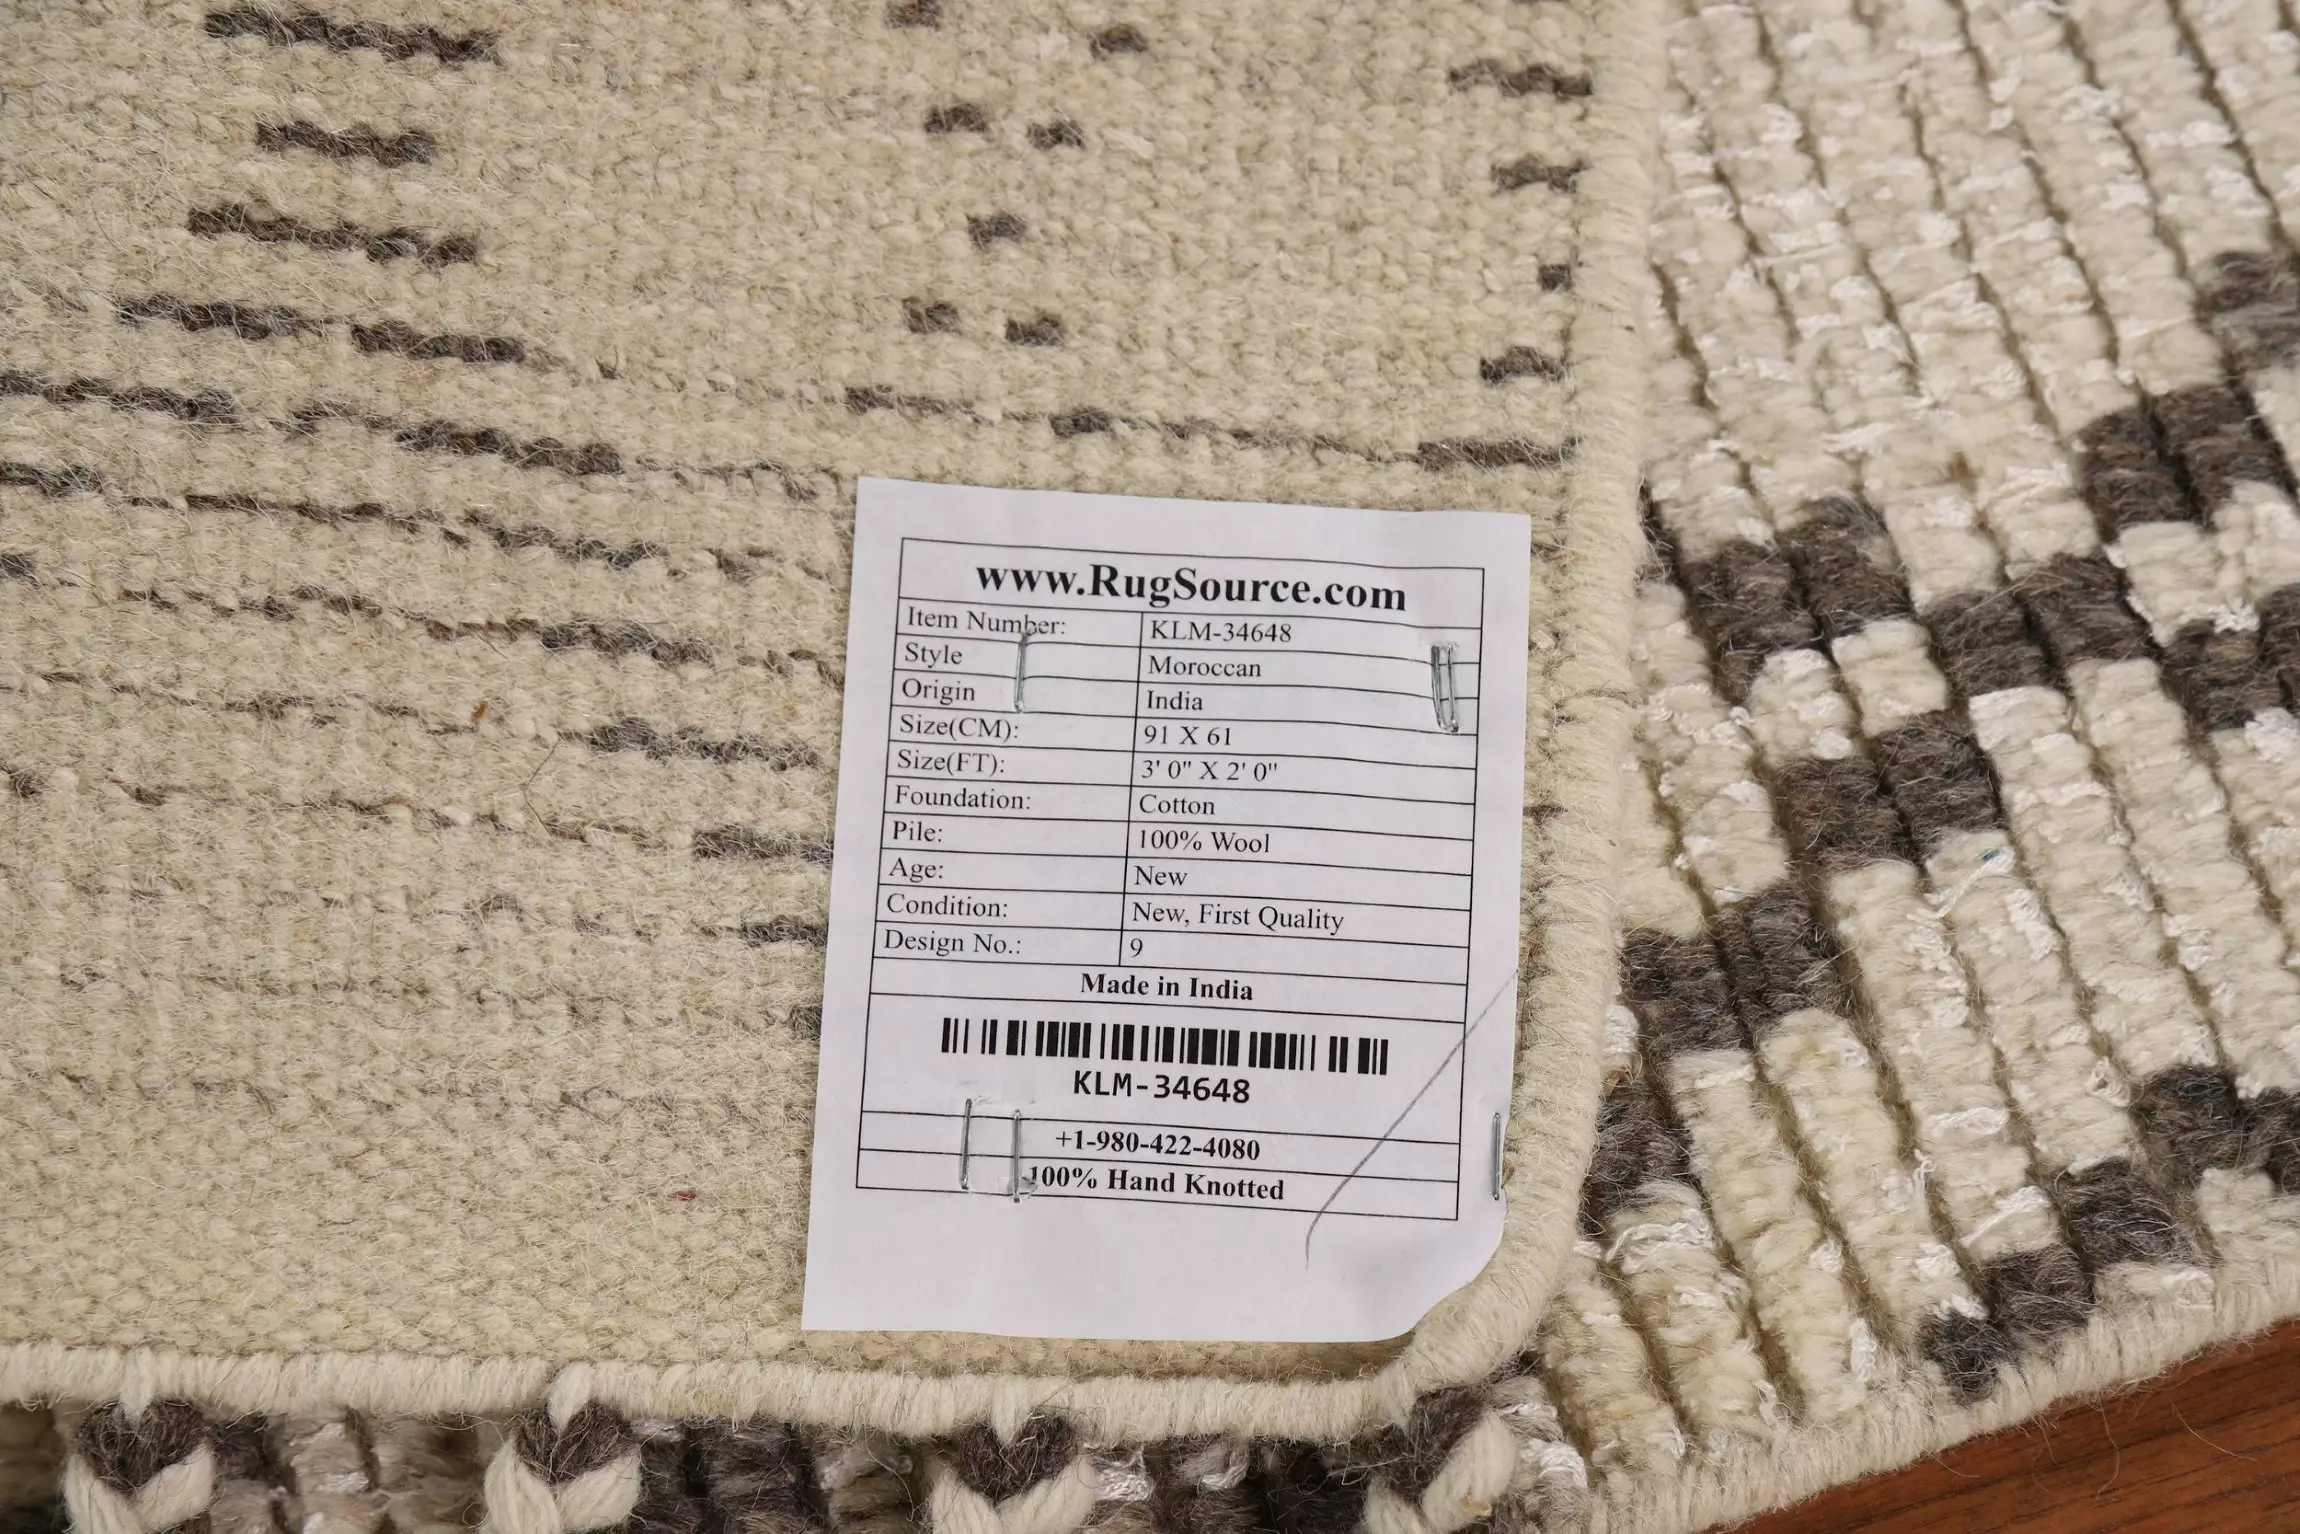 www.RugSource.com
Item Number: KLM-34648
Style Moroccan
Origin India
Size(CM): 91 X 61
Size(FT): 3' 0" X 2' 0"
Foundation: Cotton
Pile: 100% Wool
Age: New
Condition: New, First Quality
Design No.: 9
Made in India
KLM-34648
+1-980-422-4080
100% Hand Knotted